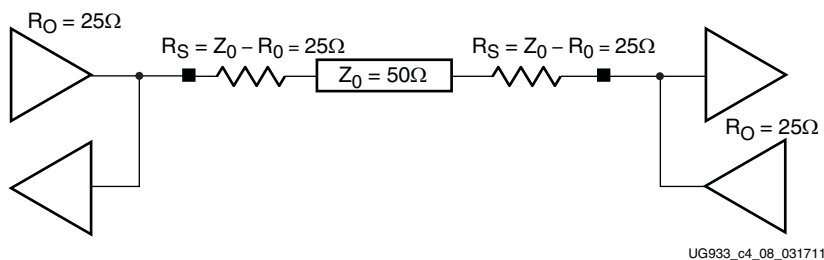 R_O = 25Ω
R_S = Z_0 – R_0 = 25Ω
R_S = Z_0 – R_0 = 25Ω
Z_0 = 50Ω
R_O = 25Ω
UG933_c4_08_031711